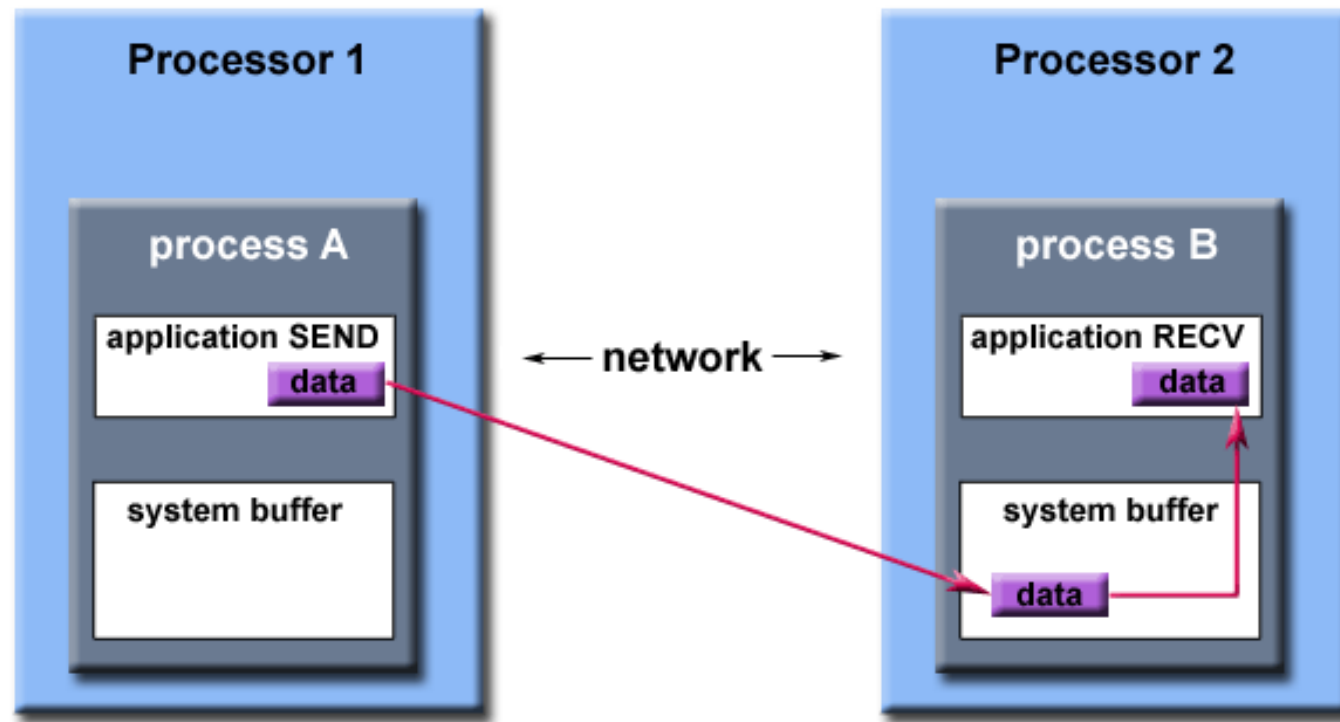 Processor 1
process A
application SEND
data
system buffer
network
Processor 2
process B
application RECV
data
system buffer
data